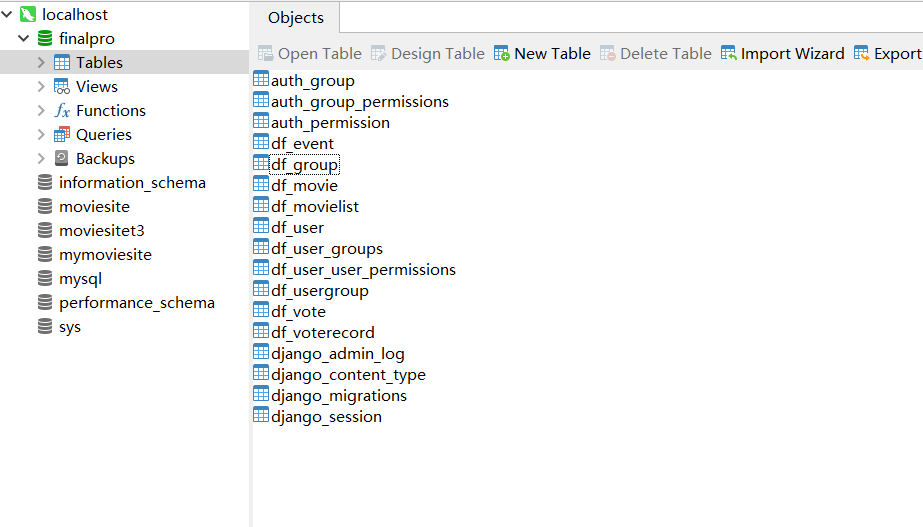 localhost
finalpro
Tables
Views
fx Functions
Queries
Backups
information_schema
moviesite
moviesitet3
mymoviesite
mysql
performance_schema
sys
Objects
Open Table Design Table New Table Delete Table Import Wizard Export
auth_group
auth_group_permissions
auth_permission
df_event
df_group
df_movie
df_movielist
df_user
df_user_groups
df_user_user_permissions
df_usergroup
df_vote
df_voterecord
django_admin_log
django_content_type
django_migrations
django_session